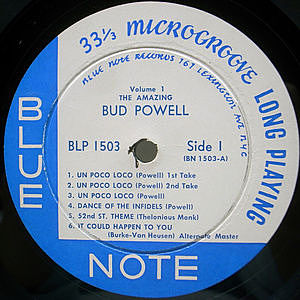 33⅓ MICROGROOVE LONG PLAYING
BLUE NOTE RECORDS 767 LEXINGTON AVE NYC
Volume 1
THE AMAZING
BUD POWELL
BLP 1503
Side 1
(BN 1503-A)
1. UN POCO LOCO (Powell) 1st Take
2. UN POCO LOCO (Powell) 2nd Take
3. UN POCO LOCO (Powell)
4. DANCE OF THE INFIDELS (Powell)
5. 52nd ST. THEME (Thelonious Monk)
6. IT COULD HAPPEN TO YOU
(Burke-Van Heusen) Alternate Master
BLUE
NOTE